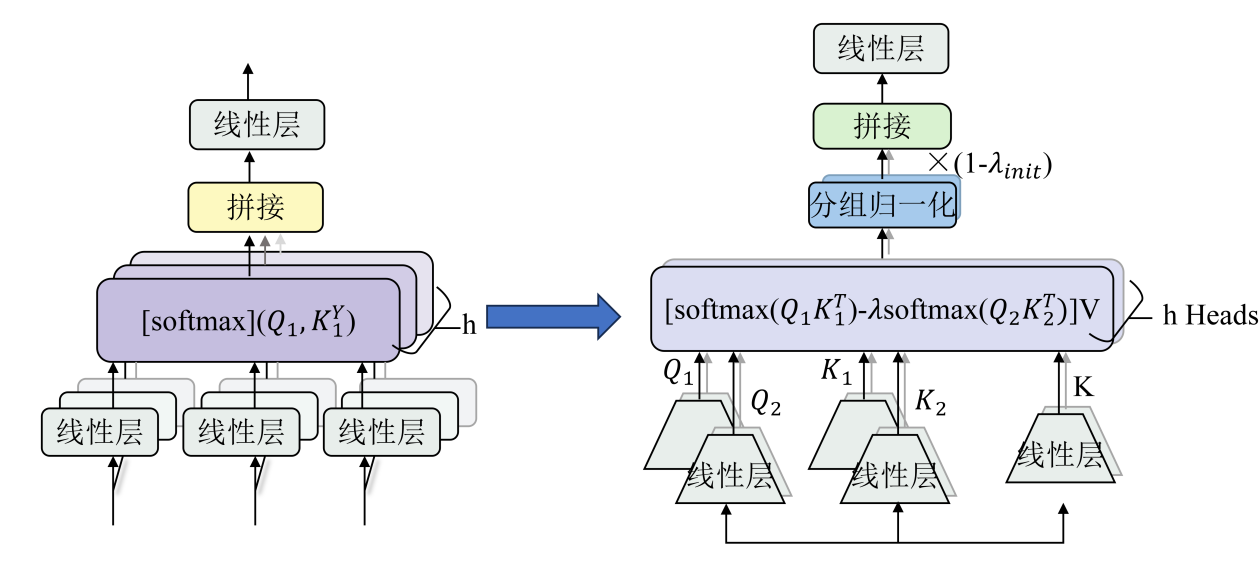 线性层
拼接
[softmax](Q₁, K₁ʸ)
h
线性层
线性层
线性层
线性层
拼接
×(1-λ_{init})
分组归一化
[softmax(Q₁K₁ᵀ)-λsoftmax(Q₂K₂ᵀ)]V
h Heads
Q₁
Q₂
K₁
K₂
K
线性层
线性层
线性层